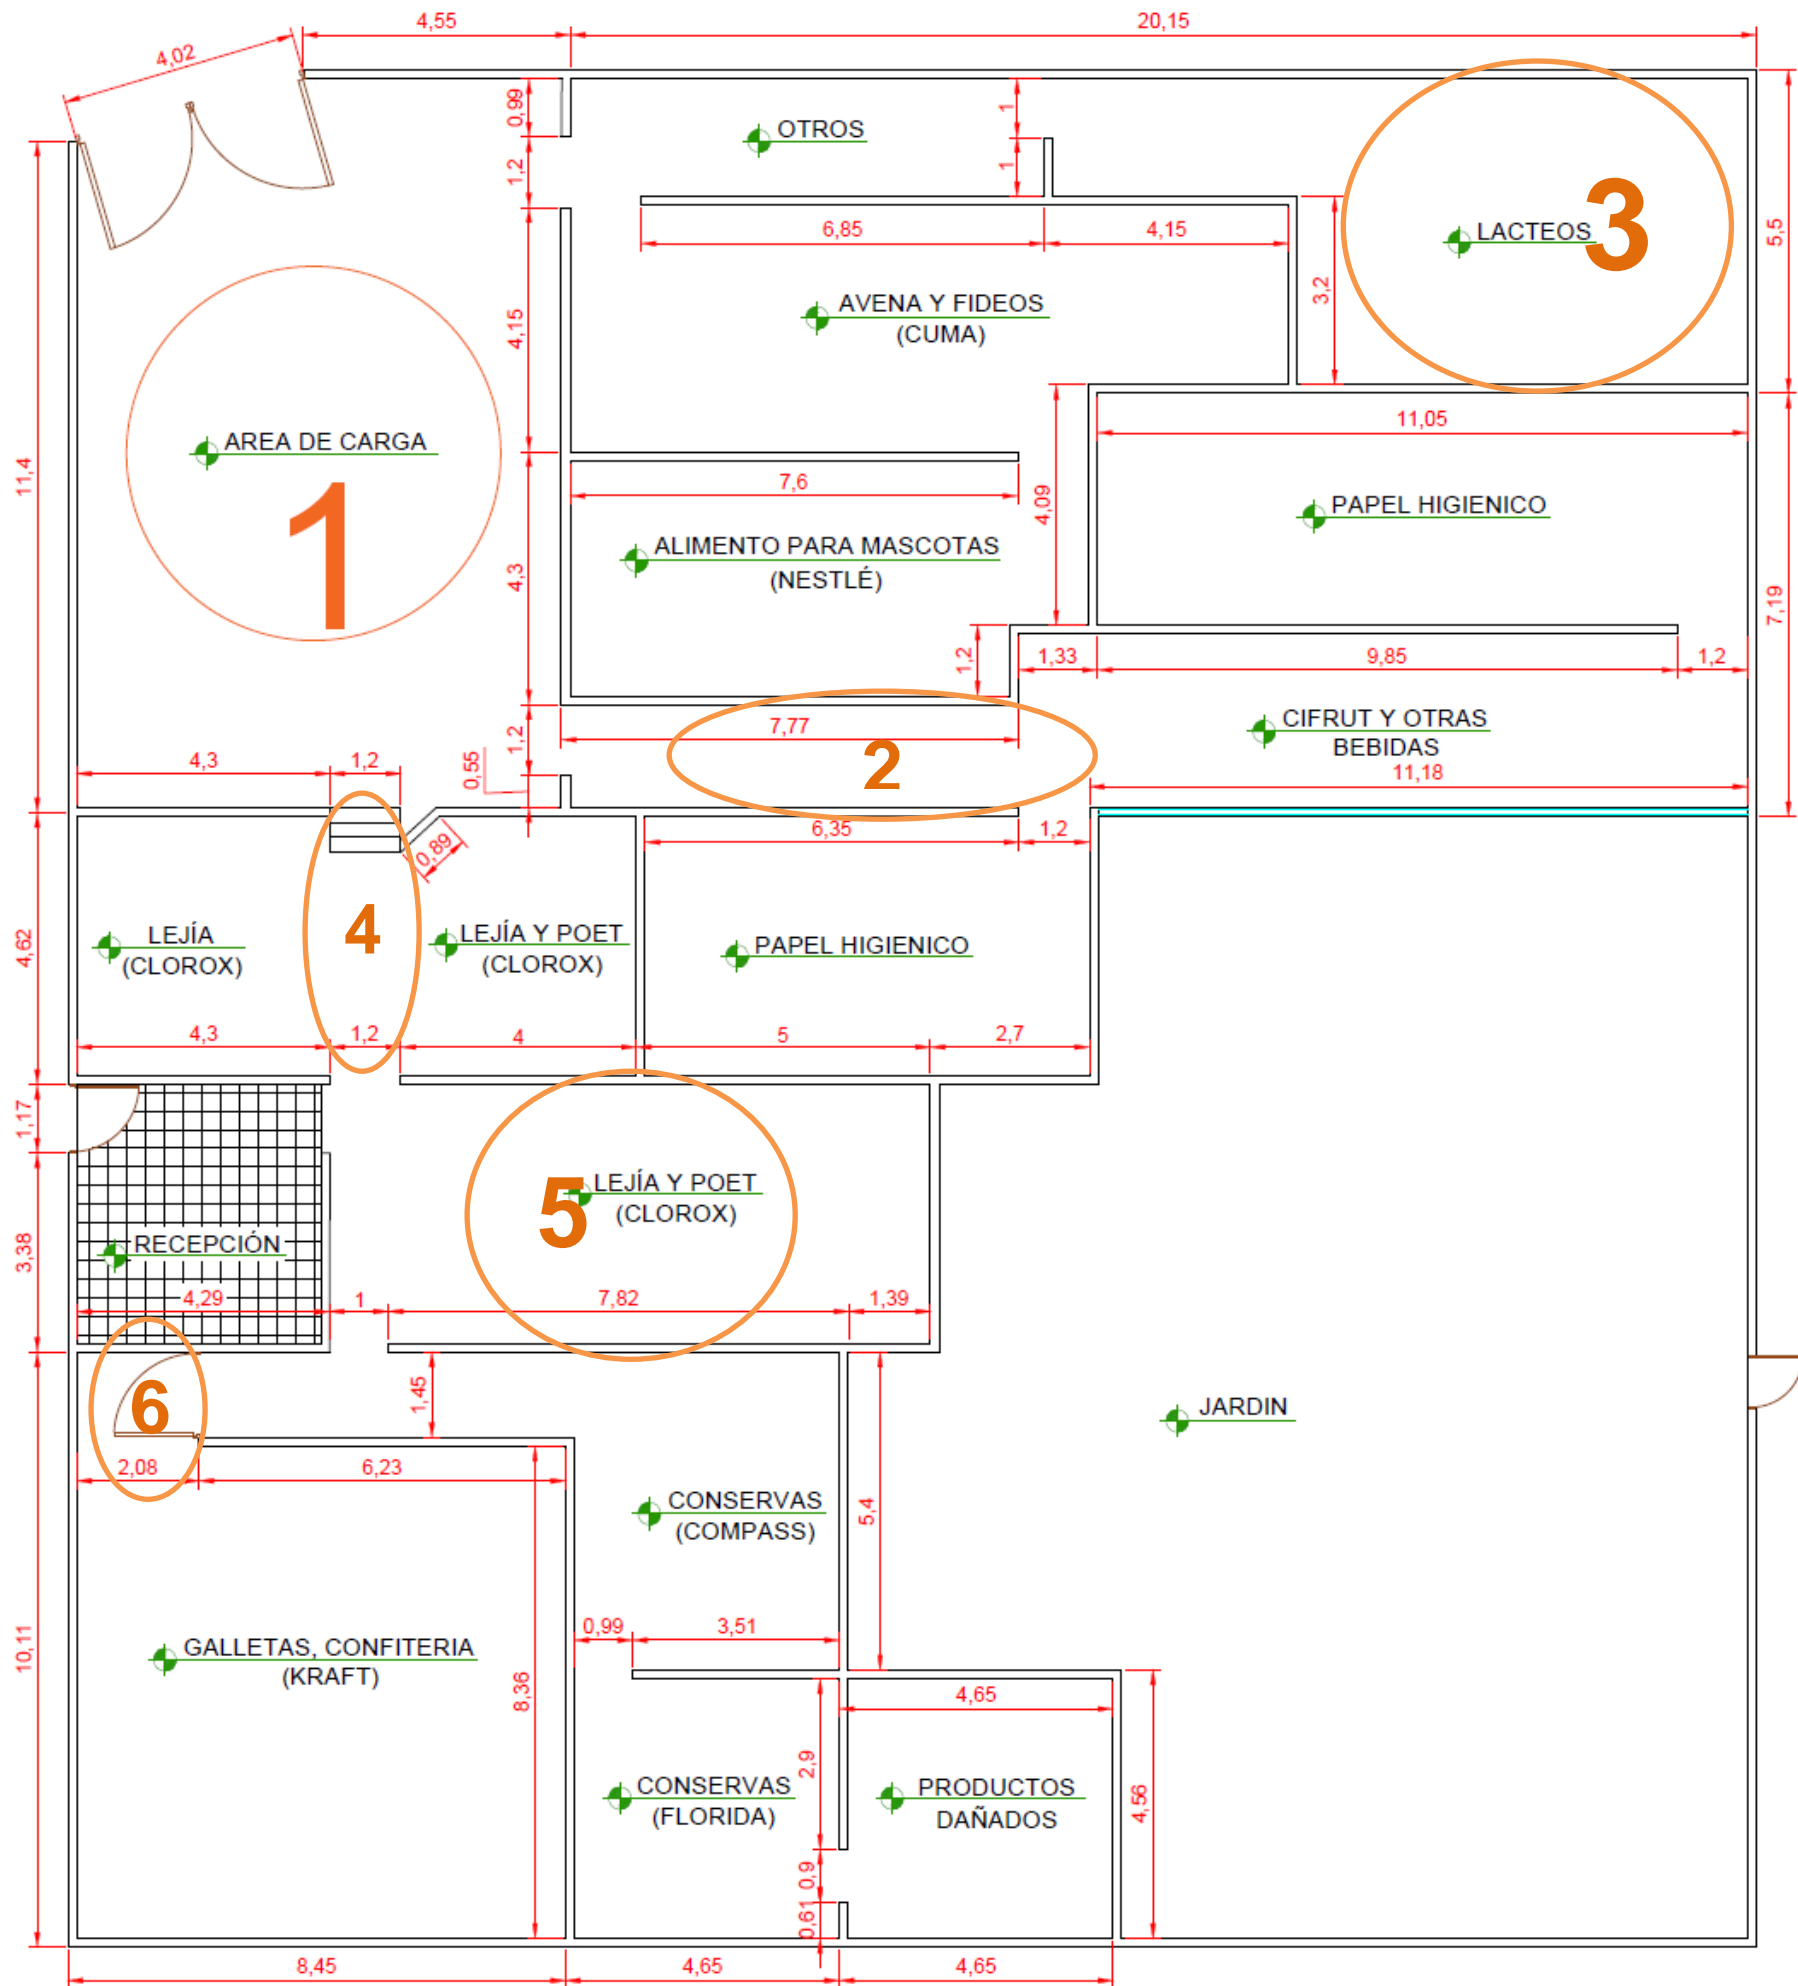 4,55
20,15
4,02
0,99
1
OTROS
1,2
1
3
LACTEOS
5,5
6,85
4,15
3,2
AVENA Y FIDEOS
(CUMA)
4,15
11,05
AREA DE CARGA
11,4
1
7,6
4,09
PAPEL HIGIENICO
ALIMENTO PARA MASCOTAS
(NESTLÉ)
4,3
7,19
1,2
1,33
9,85
1,2
7,77
CIFRUT Y OTRAS
BEBIDAS
1,2
2
4,3
1,2
0,55
11,18
6,35
1,2
0,89
4,62
LEJÍA
(CLOROX)
4
LEJÍA Y POET
(CLOROX)
PAPEL HIGIENICO
4,3
1,2
4
5
2,7
1,17
LEJÍA Y POET
(CLOROX)
5
3,38
RECEPCIÓN
4,29
1
7,82
1,39
1,45
6
JARDIN
2,08
6,23
CONSERVAS
(COMPASS)
5,4
0,99
3,51
10,11
GALLETAS, CONFITERIA
(KRAFT)
8,36
4,65
2,9
CONSERVAS
(FLORIDA)
PRODUCTOS
DAÑADOS
4,56
0,9
0,61
8,45
4,65
4,65